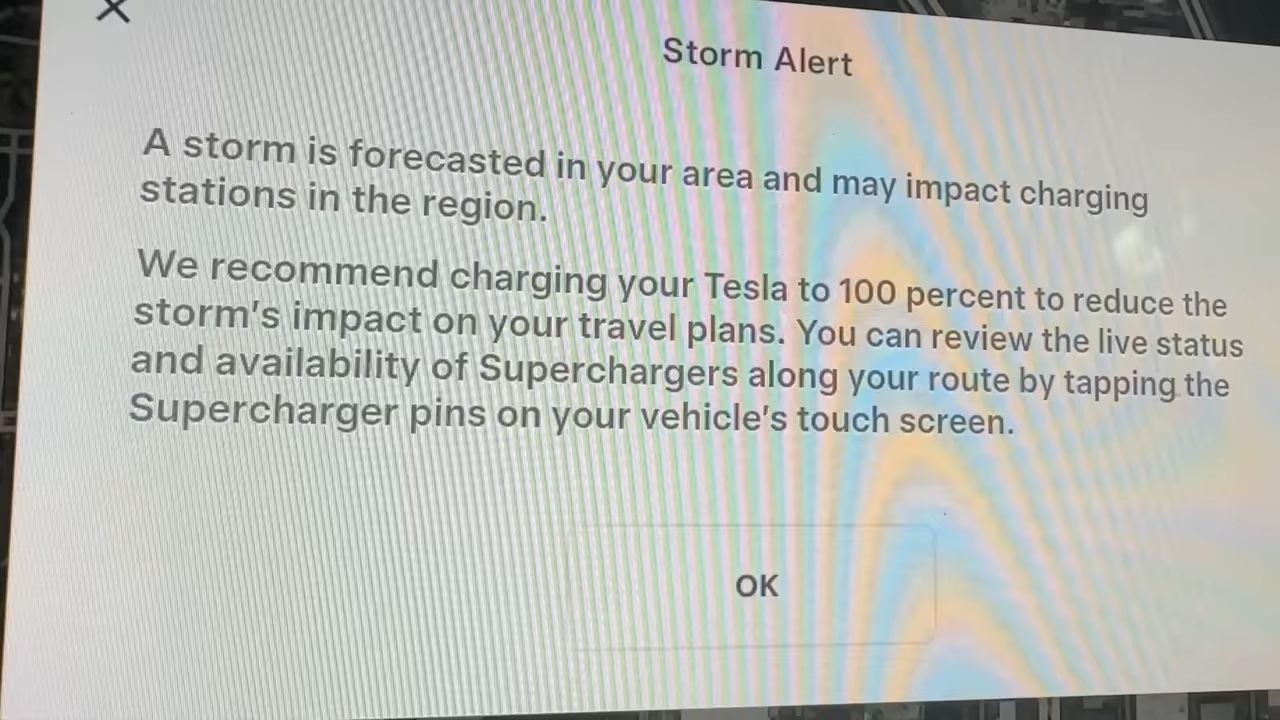 Storm Alert
A storm is forecasted in your area and may impact charging
stations in the region.
We recommend charging your Tesla to 100 percent to reduce the
storm's impact on your travel plans. You can review the live status
and availability of Superchargers along your route by tapping the
Supercharger pins on your vehicle's touch screen.
OK